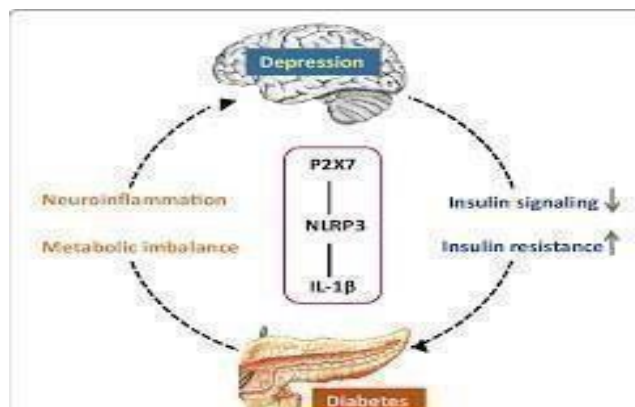 Depression
P2X7
Neuroinflammation
Insulin signaling
NLRP3
Metabolic imbalance
Insulin resistance
IL-1β
Diabetes